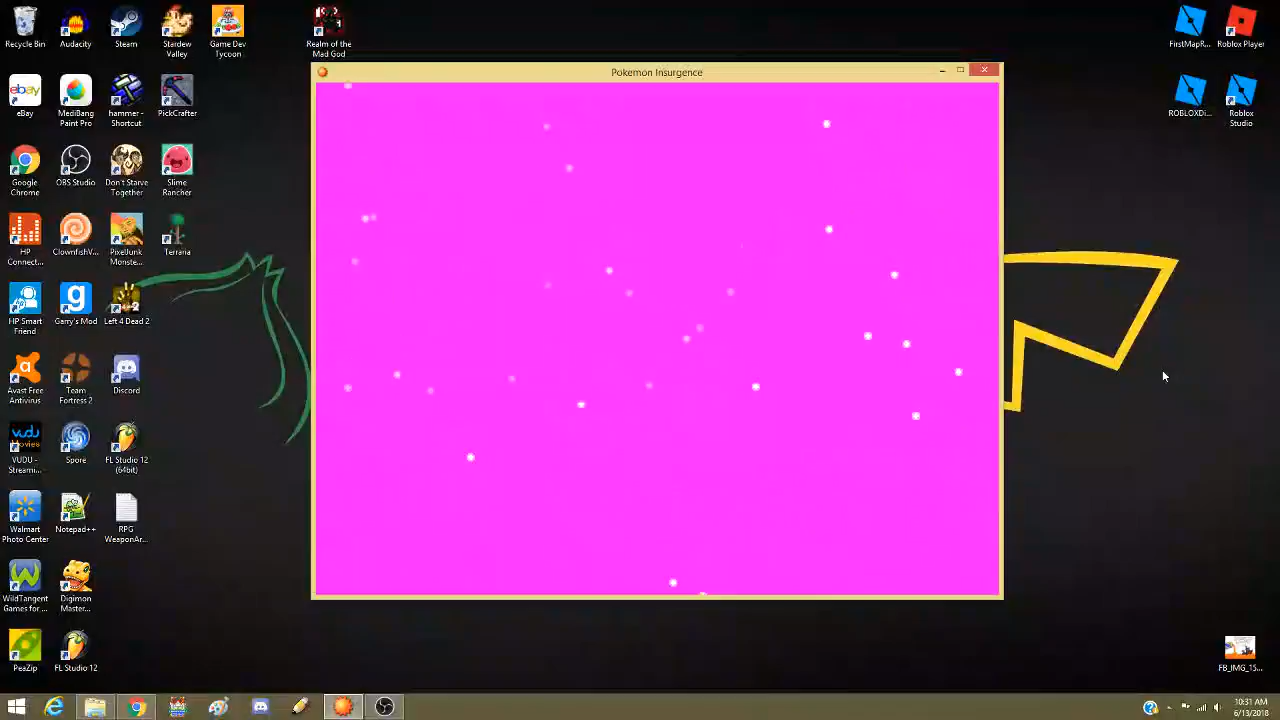 Recycle Bin
Audacity
Steam
Stardew
Valley
Game Dev
Tycoon
Realm of the
Mad God
FirstMapR...
Roblox Player
eBay
MediBang
Paint Pro
hammer -
Shortcut
PickCrafter
ROBLOXDi...
Roblox
Studio
Google
Chrome
OBS Studio
Don't Starve
Together
Slime
Rancher
HP
Connect...
ClownfishV...
PixelJunk
Monste...
Terraria
HP Smart
Friend
Garry's Mod
Left 4 Dead 2
Avast Free
Antivirus
Team
Fortress 2
Discord
VUDU -
Streami...
Spore
FL Studio 12
(64bit)
Walmart
Photo Center
Notepad++
RPG
WeaponAr...
WildTangent
Games for ...
Digimon
Master...
PeaZip
FL Studio 12
Pokemon Insurgence
FB_IMG_15...
10:31 AM
6/13/2018